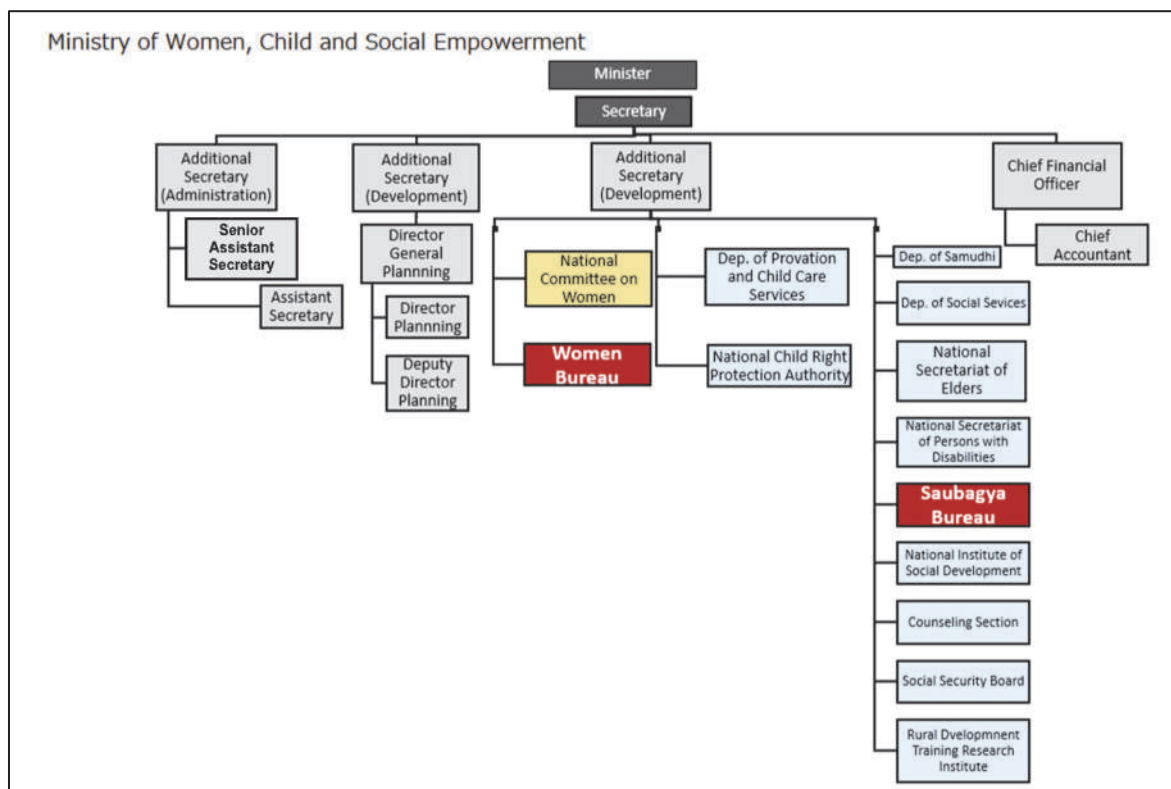 Ministry of Women, Child and Social Empowerment
Minister
Secretary
Additional
Secretary
(Administration)
Additional
Secretary
(Development)
Additional
Secretary
(Development)
Chief Financial
Officer
Senior
Assistant
Secretary
Assistant
Secretary
Director
General
Plannning
Director
Plannning
Deputy
Director
Planning
National
Committee on
Women
Women
Bureau
Dep. of Provation
and Child Care
Services
National Child Right
Protection Authority
Dep. of Samudhi
Dep. of Social Sevices
National
Secretariat of
Elders
National Secretariat
of Persons with
Disabilities
Saubagya
Bureau
National Institute of
Social Development
Counseling Section
Social Security Board
Rural Dvelopmnent
Training Research
Institute
Chief
Accountant